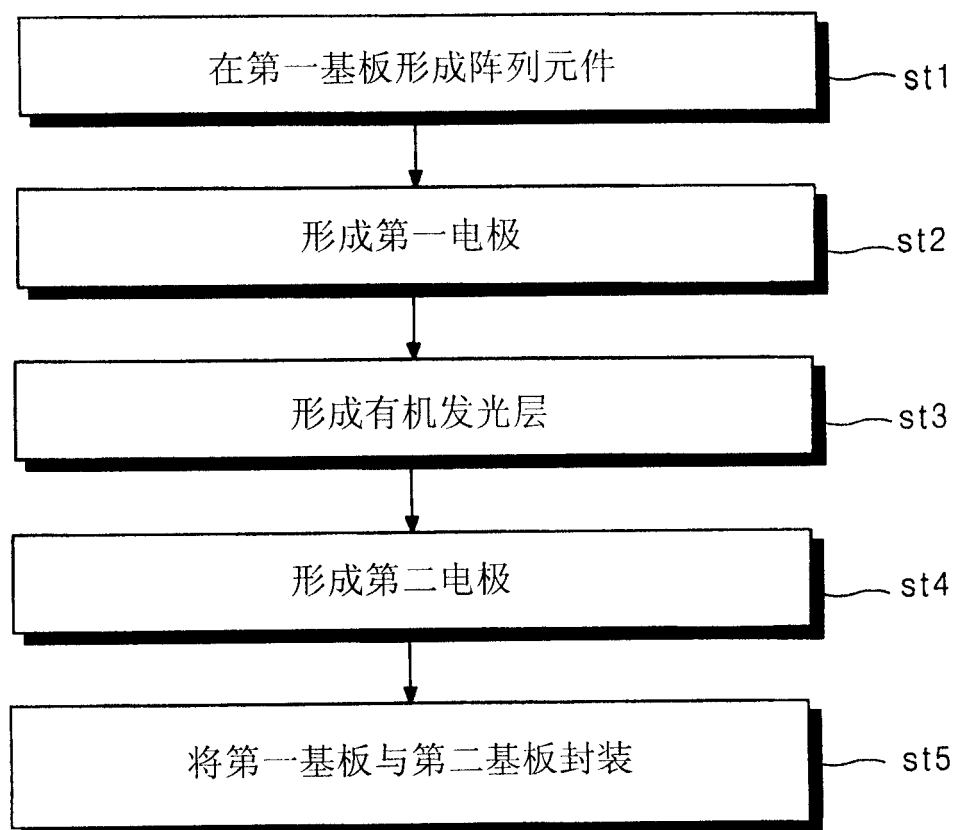 在第一基板形成阵列元件
st1
形成第一电极
st2
形成有机发光层
st3
形成第二电极
st4
将第一基板与第二基板封装
st5